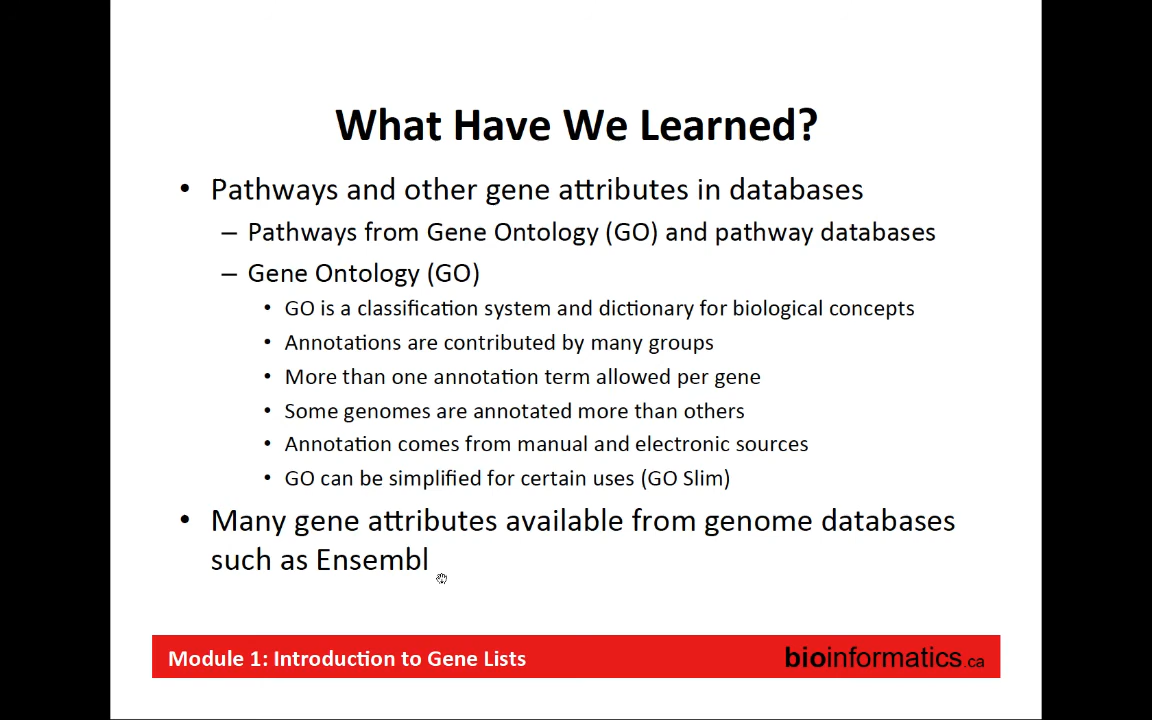 What Have We Learned?
• Pathways and other gene attributes in databases
– Pathways from Gene Ontology (GO) and pathway databases
– Gene Ontology (GO)
• GO is a classification system and dictionary for biological concepts
• Annotations are contributed by many groups
• More than one annotation term allowed per gene
• Some genomes are annotated more than others
• Annotation comes from manual and electronic sources
• GO can be simplified for certain uses (GO Slim)
• Many gene attributes available from genome databases
such as Ensembl
Module 1: Introduction to Gene Lists
bioinformatics.ca